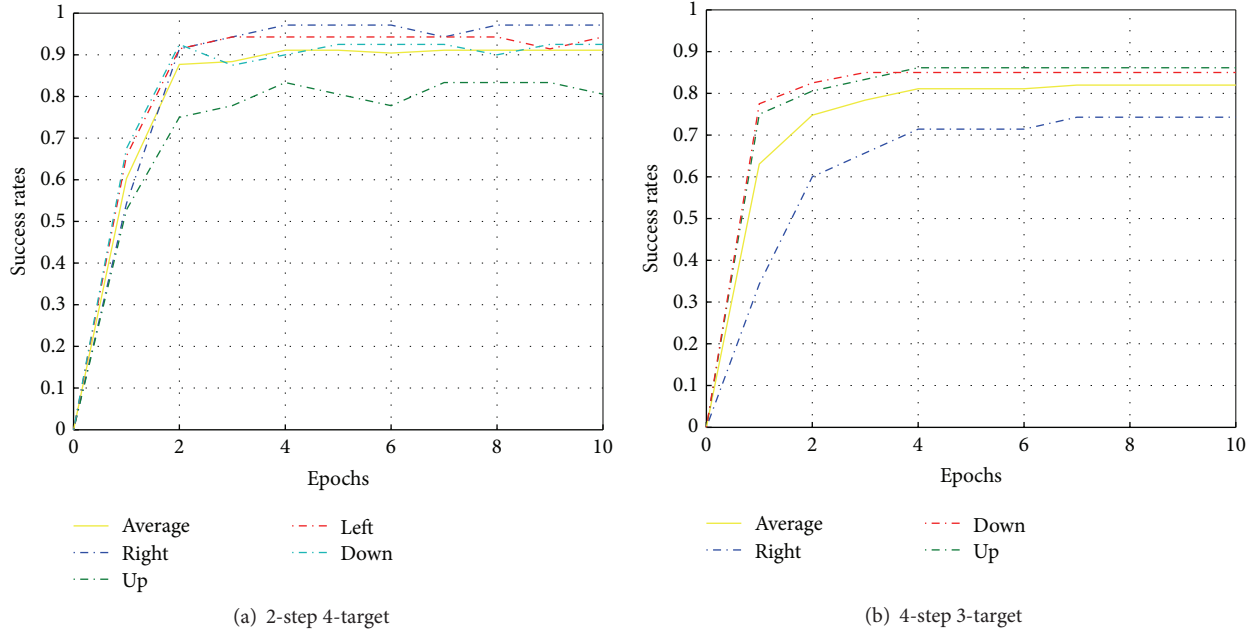 1
0.9
0.8
0.7
0.6
0.5
0.4
0.3
0.2
0.1
0
Success rates
0 2 4 6 8 10
Epochs
Average
Right
Up
Left
Down
(a) 2-step 4-target
1
0.9
0.8
0.7
0.6
0.5
0.4
0.3
0.2
0.1
0
Success rates
0 2 4 6 8 10
Epochs
Average
Right
Down
Up
(b) 4-step 3-target